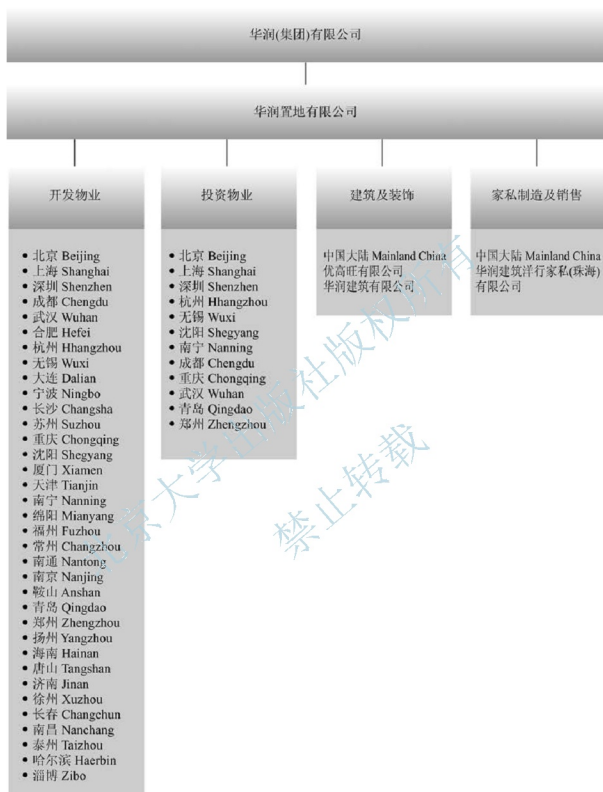 华润(集团)有限公司
华润置地有限公司
开发物业
北京 Beijing
上海 Shanghai
深圳 Shenzhen
成都 Chengdu
武汉 Wuhan
合肥 Hefei
杭州 Hhangzhou
无锡 Wuxi
大连 Dalian
宁波 Ningbo
长沙 Changsha
苏州 Suzhou
重庆 Chongqing
沈阳 Shegyang
厦门 Xiamen
天津 Tianjin
南宁 Nanning
绵阳 Mianyang
福州 Fuzhou
常州 Changzhou
南通 Nantong
南京 Nanjing
鞍山 Anshan
青岛 Qingdao
郑州 Zhengzhou
扬州 Yangzhou
海南 Hainan
唐山 Tangshan
济南 Jinan
徐州 Xuzhou
长春 Changchun
南昌 Nanchang
泰州 Taizhou
哈尔滨 Haerbin
淄博 Zibo
投资物业
北京 Beijing
上海 Shanghai
深圳 Shenzhen
杭州 Hhangzhou
无锡 Wuxi
沈阳 Shegyang
南宁 Nanning
成都 Chengdu
重庆 Chongqing
武汉 Wuhan
青岛 Qingdao
郑州 Zhengzhou
建筑及装饰
中国大陆 Mainland China
优高旺有限公司
华润建筑有限公司
家私制造及销售
中国大陆 Mainland China
华润建筑洋行家私(珠海)
有限公司
北京大学出版社版权所有
禁止转载